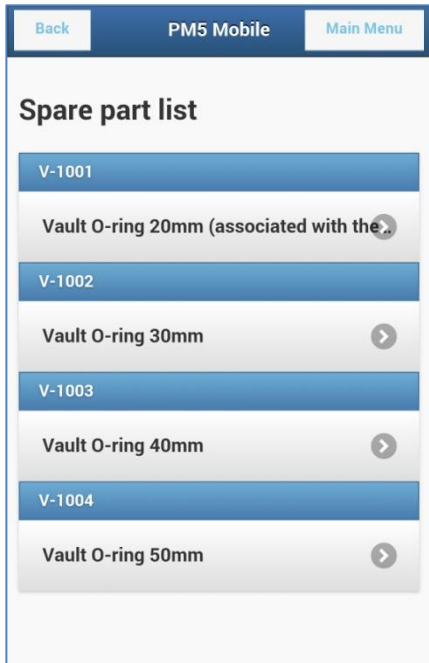 Back PM5 Mobile Main Menu
Spare part list
V-1001
Vault O-ring 20mm (associated with the..
V-1002
Vault O-ring 30mm
V-1003
Vault O-ring 40mm
V-1004
Vault O-ring 50mm